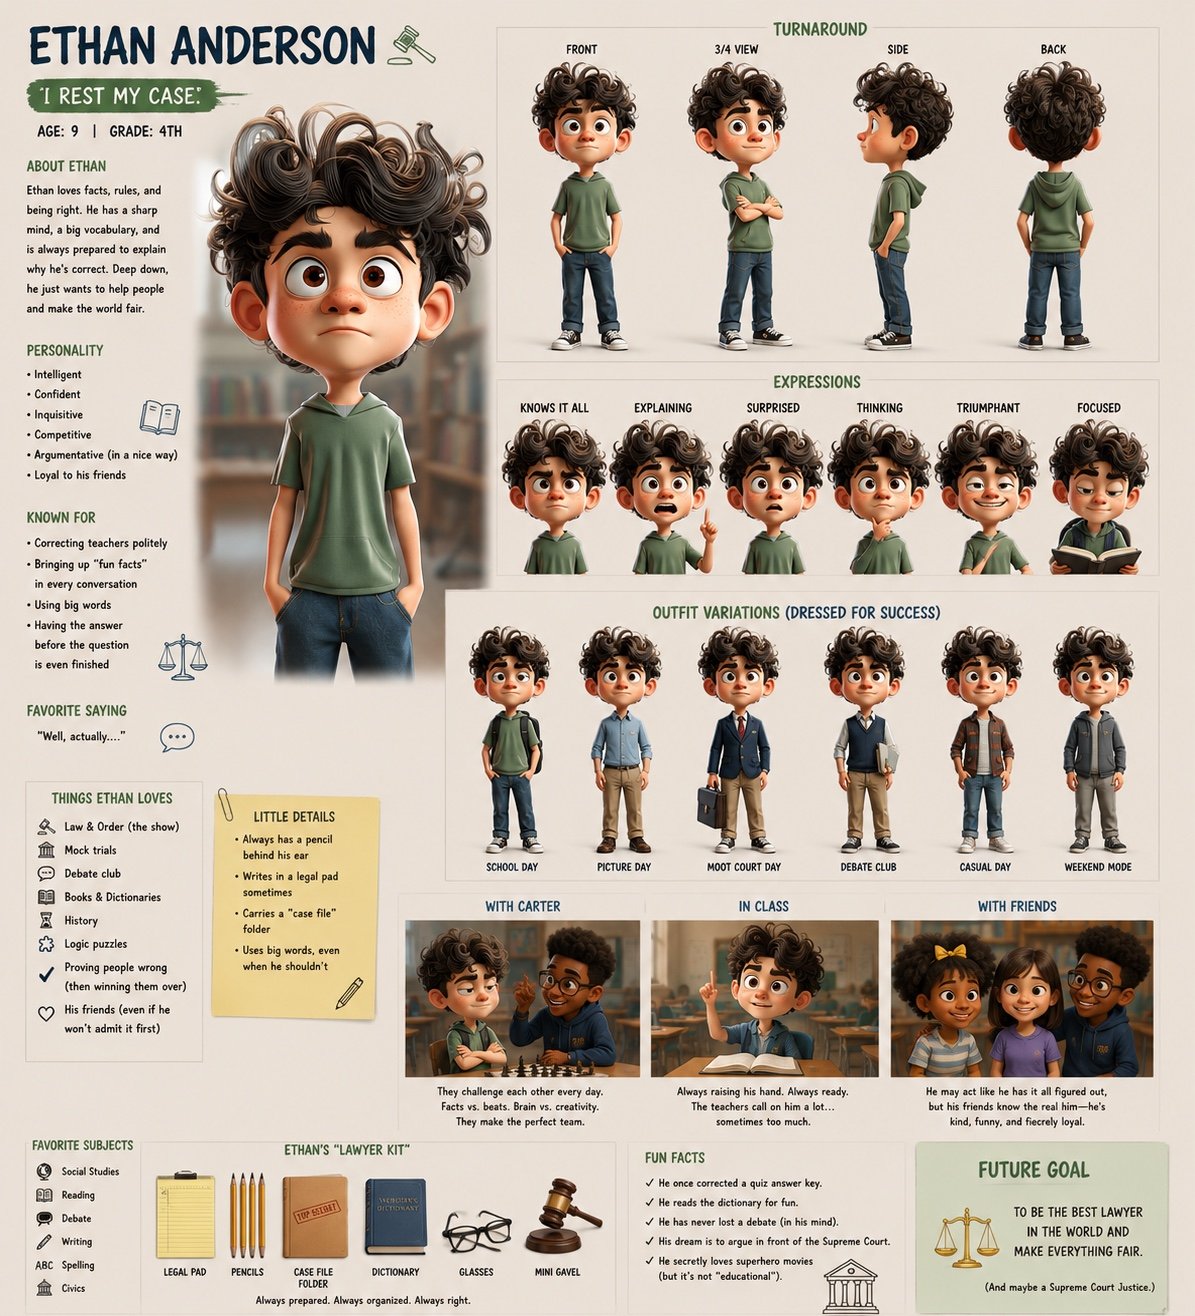 ETHAN ANDERSON
"I REST MY CASE."
AGE: 9 | GRADE: 4TH
ABOUT ETHAN
Ethan loves facts, rules, and
being right. He has a sharp
mind, a big vocabulary, and
is always prepared to explain
why he's correct. Deep down,
he just wants to help people
and make the world fair.
PERSONALITY
• Intelligent
• Confident
• Inquisitive
• Competitive
• Argumentative (in a nice way)
• Loyal to his friends
KNOWN FOR
• Correcting teachers politely
• Bringing up "fun facts"
in every conversation
• Using big words
• Having the answer
before the question
is even finished
FAVORITE SAYING
"Well, actually...."
THINGS ETHAN LOVES
Law & Order (the show)
Mock trials
Debate club
Books & Dictionaries
History
Logic puzzles
Proving people wrong
(then winning them over)
His friends (even if he
won't admit it first)
LITTLE DETAILS
• Always has a pencil
behind his ear
• Writes in a legal pad
sometimes
• Carries a "case file"
folder
• Uses big words, even
when he shouldn't
TURNAROUND
FRONT
3/4 VIEW
SIDE
BACK
EXPRESSIONS
KNOWS IT ALL
EXPLAINING
SURPRISED
THINKING
TRIUMPHANT
FOCUSED
OUTFIT VARIATIONS (DRESSED FOR SUCCESS)
SCHOOL DAY
PICTURE DAY
MOOT COURT DAY
DEBATE CLUB
CASUAL DAY
WEEKEND MODE
WITH CARTER
They challenge each other every day.
Facts vs. beats. Brain vs. creativity.
They make the perfect team.
IN CLASS
Always raising his hand. Always ready.
The teachers call on him a lot...
sometimes too much.
WITH FRIENDS
He may act like he has it all figured out,
but his friends know the real him—he's
kind, funny, and fiecrely loyal.
FAVORITE SUBJECTS
Social Studies
Reading
Debate
Writing
ABC Spelling
Civics
ETHAN'S "LAWYER KIT"
LEGAL PAD
PENCILS
CASE FILE
FOLDER
DICTIONARY
DICTIONARY
GLASSES
MINI GAVEL
Always prepared. Always organized. Always right.
FUN FACTS
✓ He once corrected a quiz answer key.
✓ He reads the dictionary for fun.
✓ He has never lost a debate (in his mind).
✓ His dream is to argue in front of the Supreme Court.
✓ He secretly loves superhero movies
(but it's not "educational").
FUTURE GOAL
TO BE THE BEST LAWYER
IN THE WORLD AND
MAKE EVERYTHING FAIR.
(And maybe a Supreme Court Justice.)